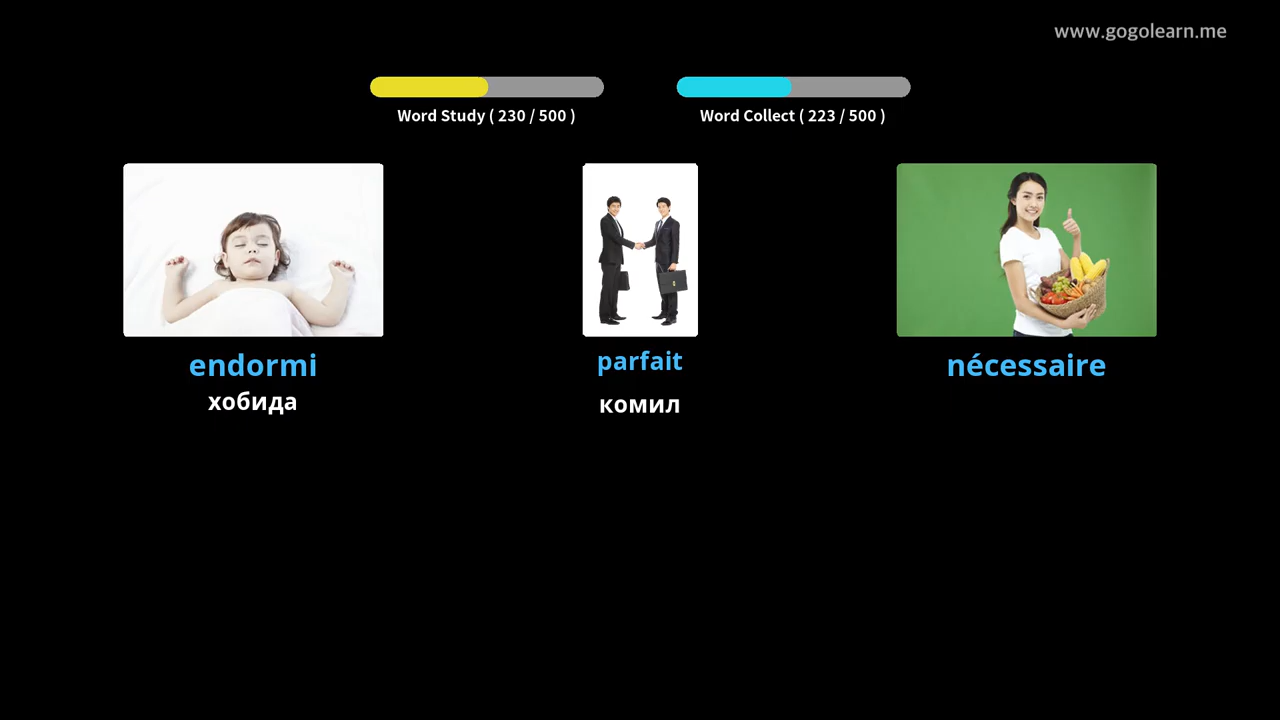 www.gogolearn.me
Word Study ( 230 / 500 )
Word Collect ( 223 / 500 )
endormi
хобида
parfait
комил
nécessaire